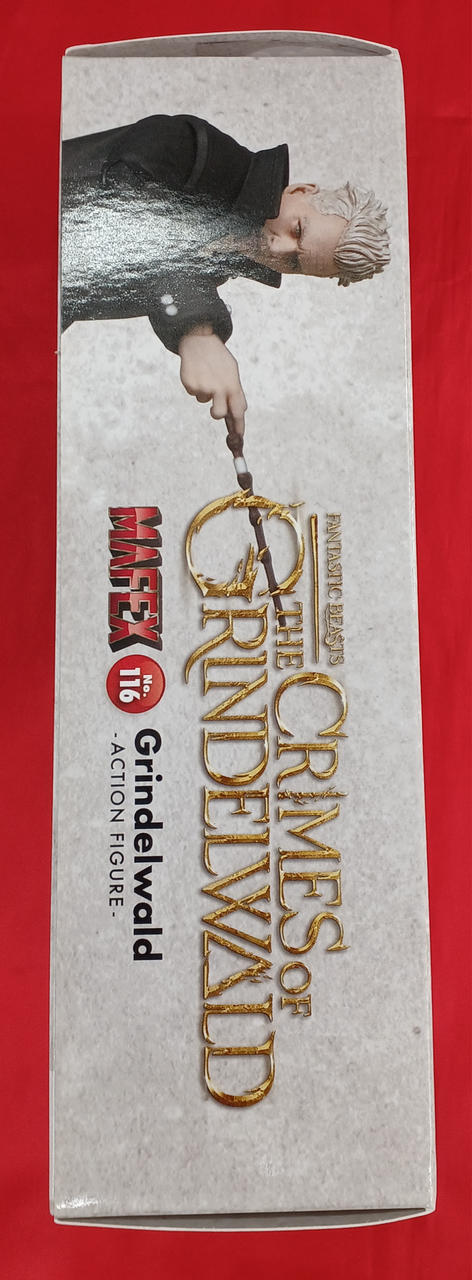 FANTASTIC BEASTS
THE CRIMES OF
GRINDELWALD
MAFEX No. 116
Grindelwald
-ACTION FIGURE-